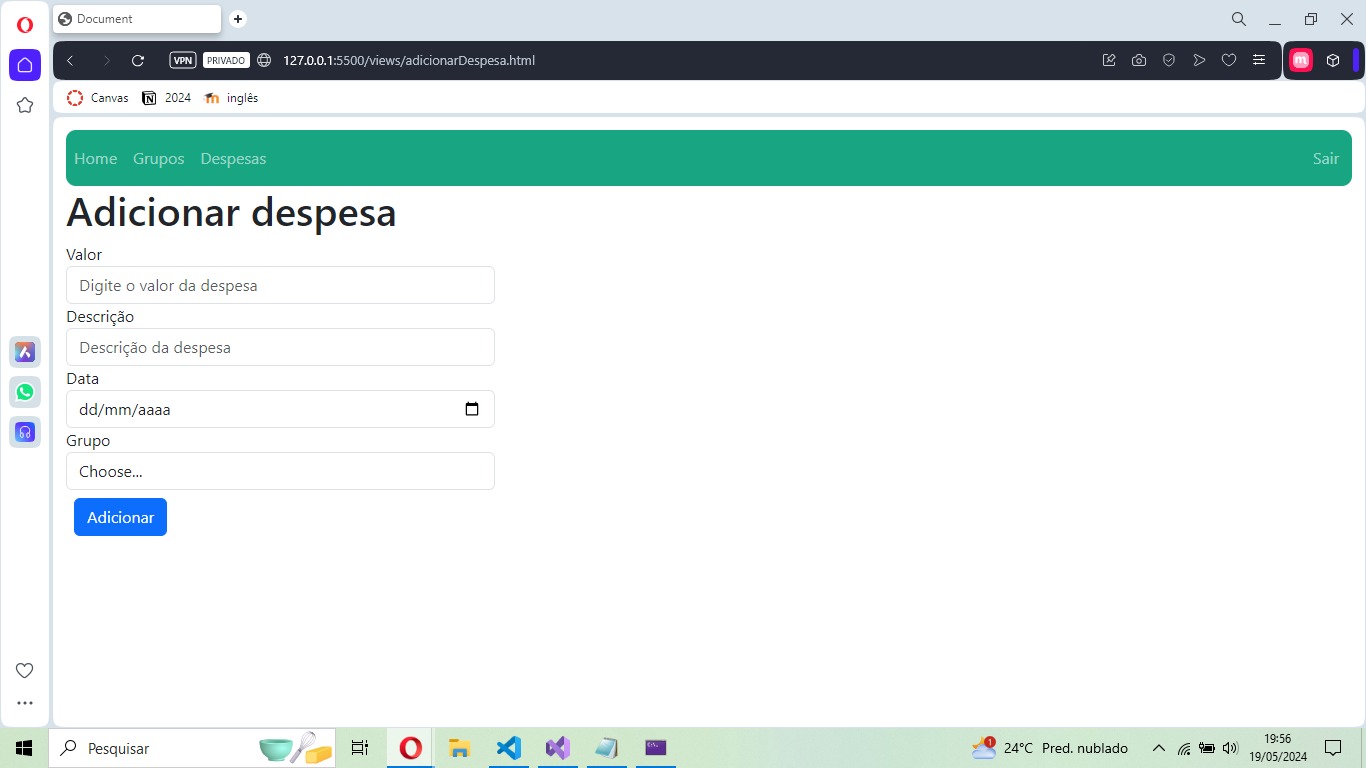 Document
VPN PRIVADO 127.0.0.1:5500/views/adicionarDespesa.html
Canvas 2024 inglês
Home Grupos Despesas Sair
Adicionar despesa
Valor
Digite o valor da despesa
Descrição
Descrição da despesa
Data
dd/mm/aaaa
Grupo
Choose...
Adicionar
Pesquisar
1
24°C Pred. nublado
19:56
19/05/2024